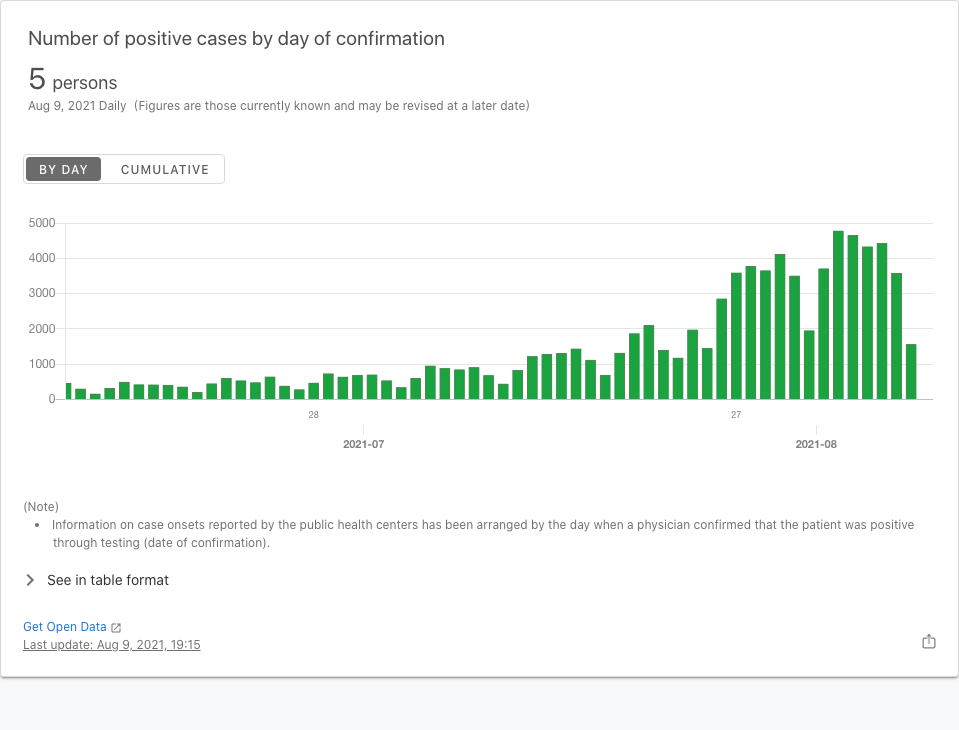 Number of positive cases by day of confirmation
5 persons
Aug 9, 2021 Daily (Figures are those currently known and may be revised at a later date)
BY DAY CUMULATIVE
5000
4000
3000
2000
1000
0
28 27
2021-07 2021-08
(Note)
• Information on case onsets reported by the public health centers has been arranged by the day when a physician confirmed that the patient was positive
through testing (date of confirmation).
See in table format
Get Open Data
Last update: Aug 9, 2021, 19:15